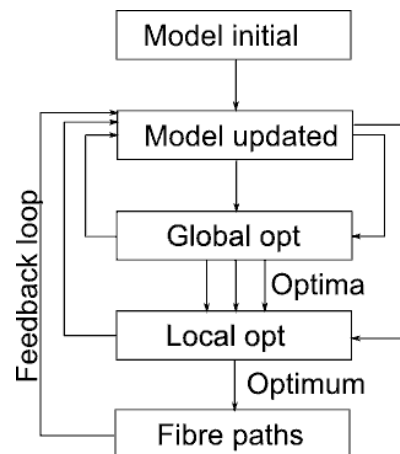 Model initial
Model updated
Global opt
Optima
Local opt
Optimum
Fibre paths
Feedback loop